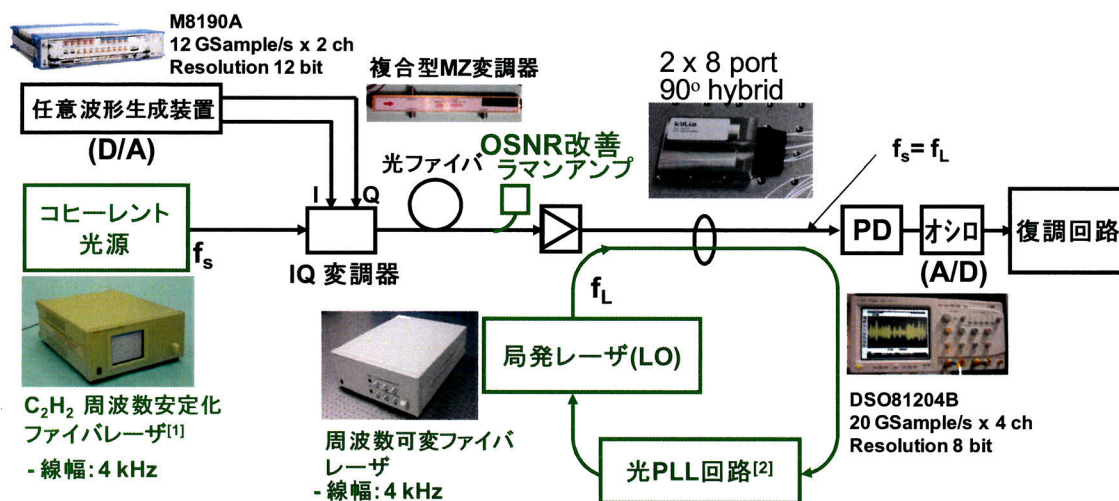 M8190A
12 GSample/s x 2 ch
Resolution 12 bit
任意波形生成装置
(D/A)
複合型MZ変調器
2 x 8 port
90° hybrid
kylia
OSNR改善
ラマンアンプ
光ファイバ
fs= fL
I
Q
コヒーレント
光源
fs
IQ 変調器
PD
オシロ
(A/D)
復調回路
fL
局発レーザ(LO)
光PLL回路[2]
C2H2 周波数安定化
ファイバレーザ[1]
- 線幅: 4 kHz
周波数可変ファイバ
レーザ
- 線幅: 4 kHz
DSO81204B
20 GSample/s x 4 ch
Resolution 8 bit